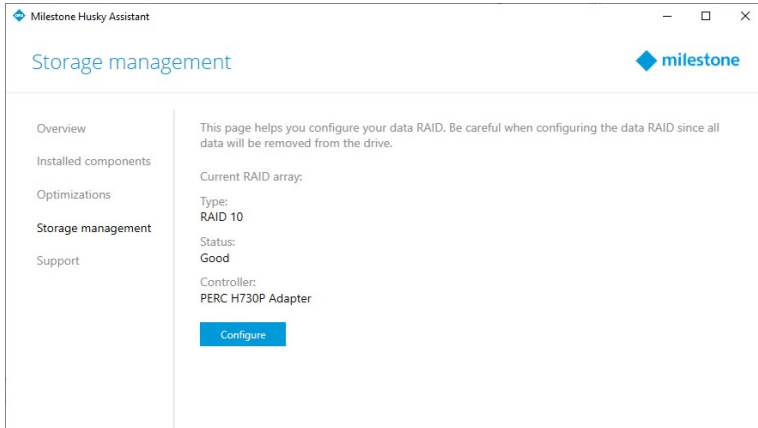 Milestone Husky Assistant
Storage management
milestone
Overview
Installed components
Optimizations
Storage management
Support
This page helps you configure your data RAID. Be careful when configuring the data RAID since all
data will be removed from the drive.
Current RAID array:
Type:
RAID 10
Status:
Good
Controller:
PERC H730P Adapter
Configure